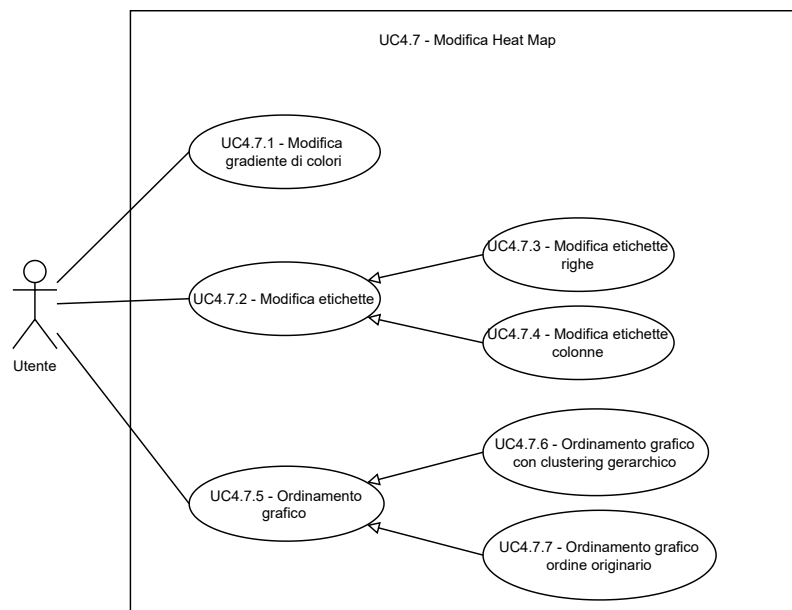 UC4.7 - Modifica Heat Map
UC4.7.1 - Modifica
gradiente di colori
UC4.7.3 - Modifica etichette
righe
UC4.7.2 - Modifica etichette
UC4.7.4 - Modifica etichette
colonne
Utente
UC4.7.6 - Ordinamento grafico
con clustering gerarchico
UC4.7.5 - Ordinamento
grafico
UC4.7.7 - Ordinamento grafico
ordine originario